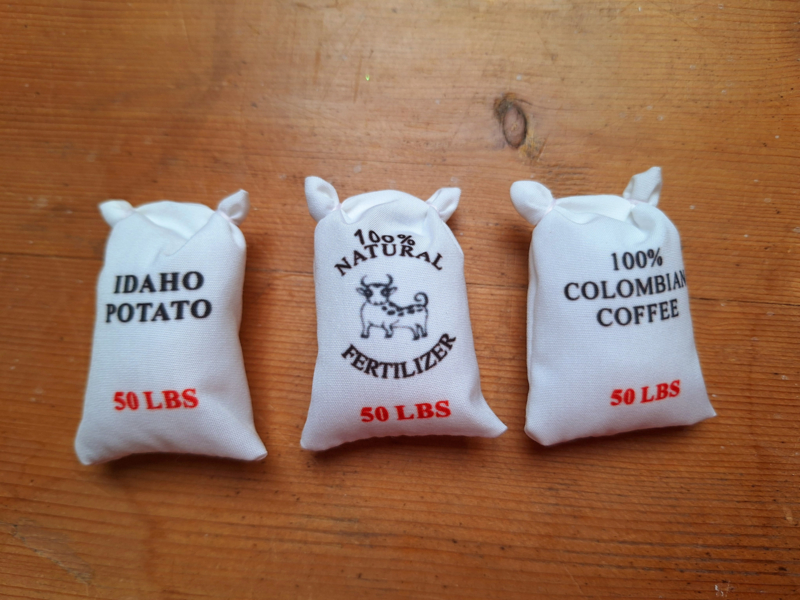 IDAHO
POTATO
50 LBS
100%
NATURAL
FERTILIZER
50 LBS
100%
COLOMBIAN
COFFEE
50 LBS